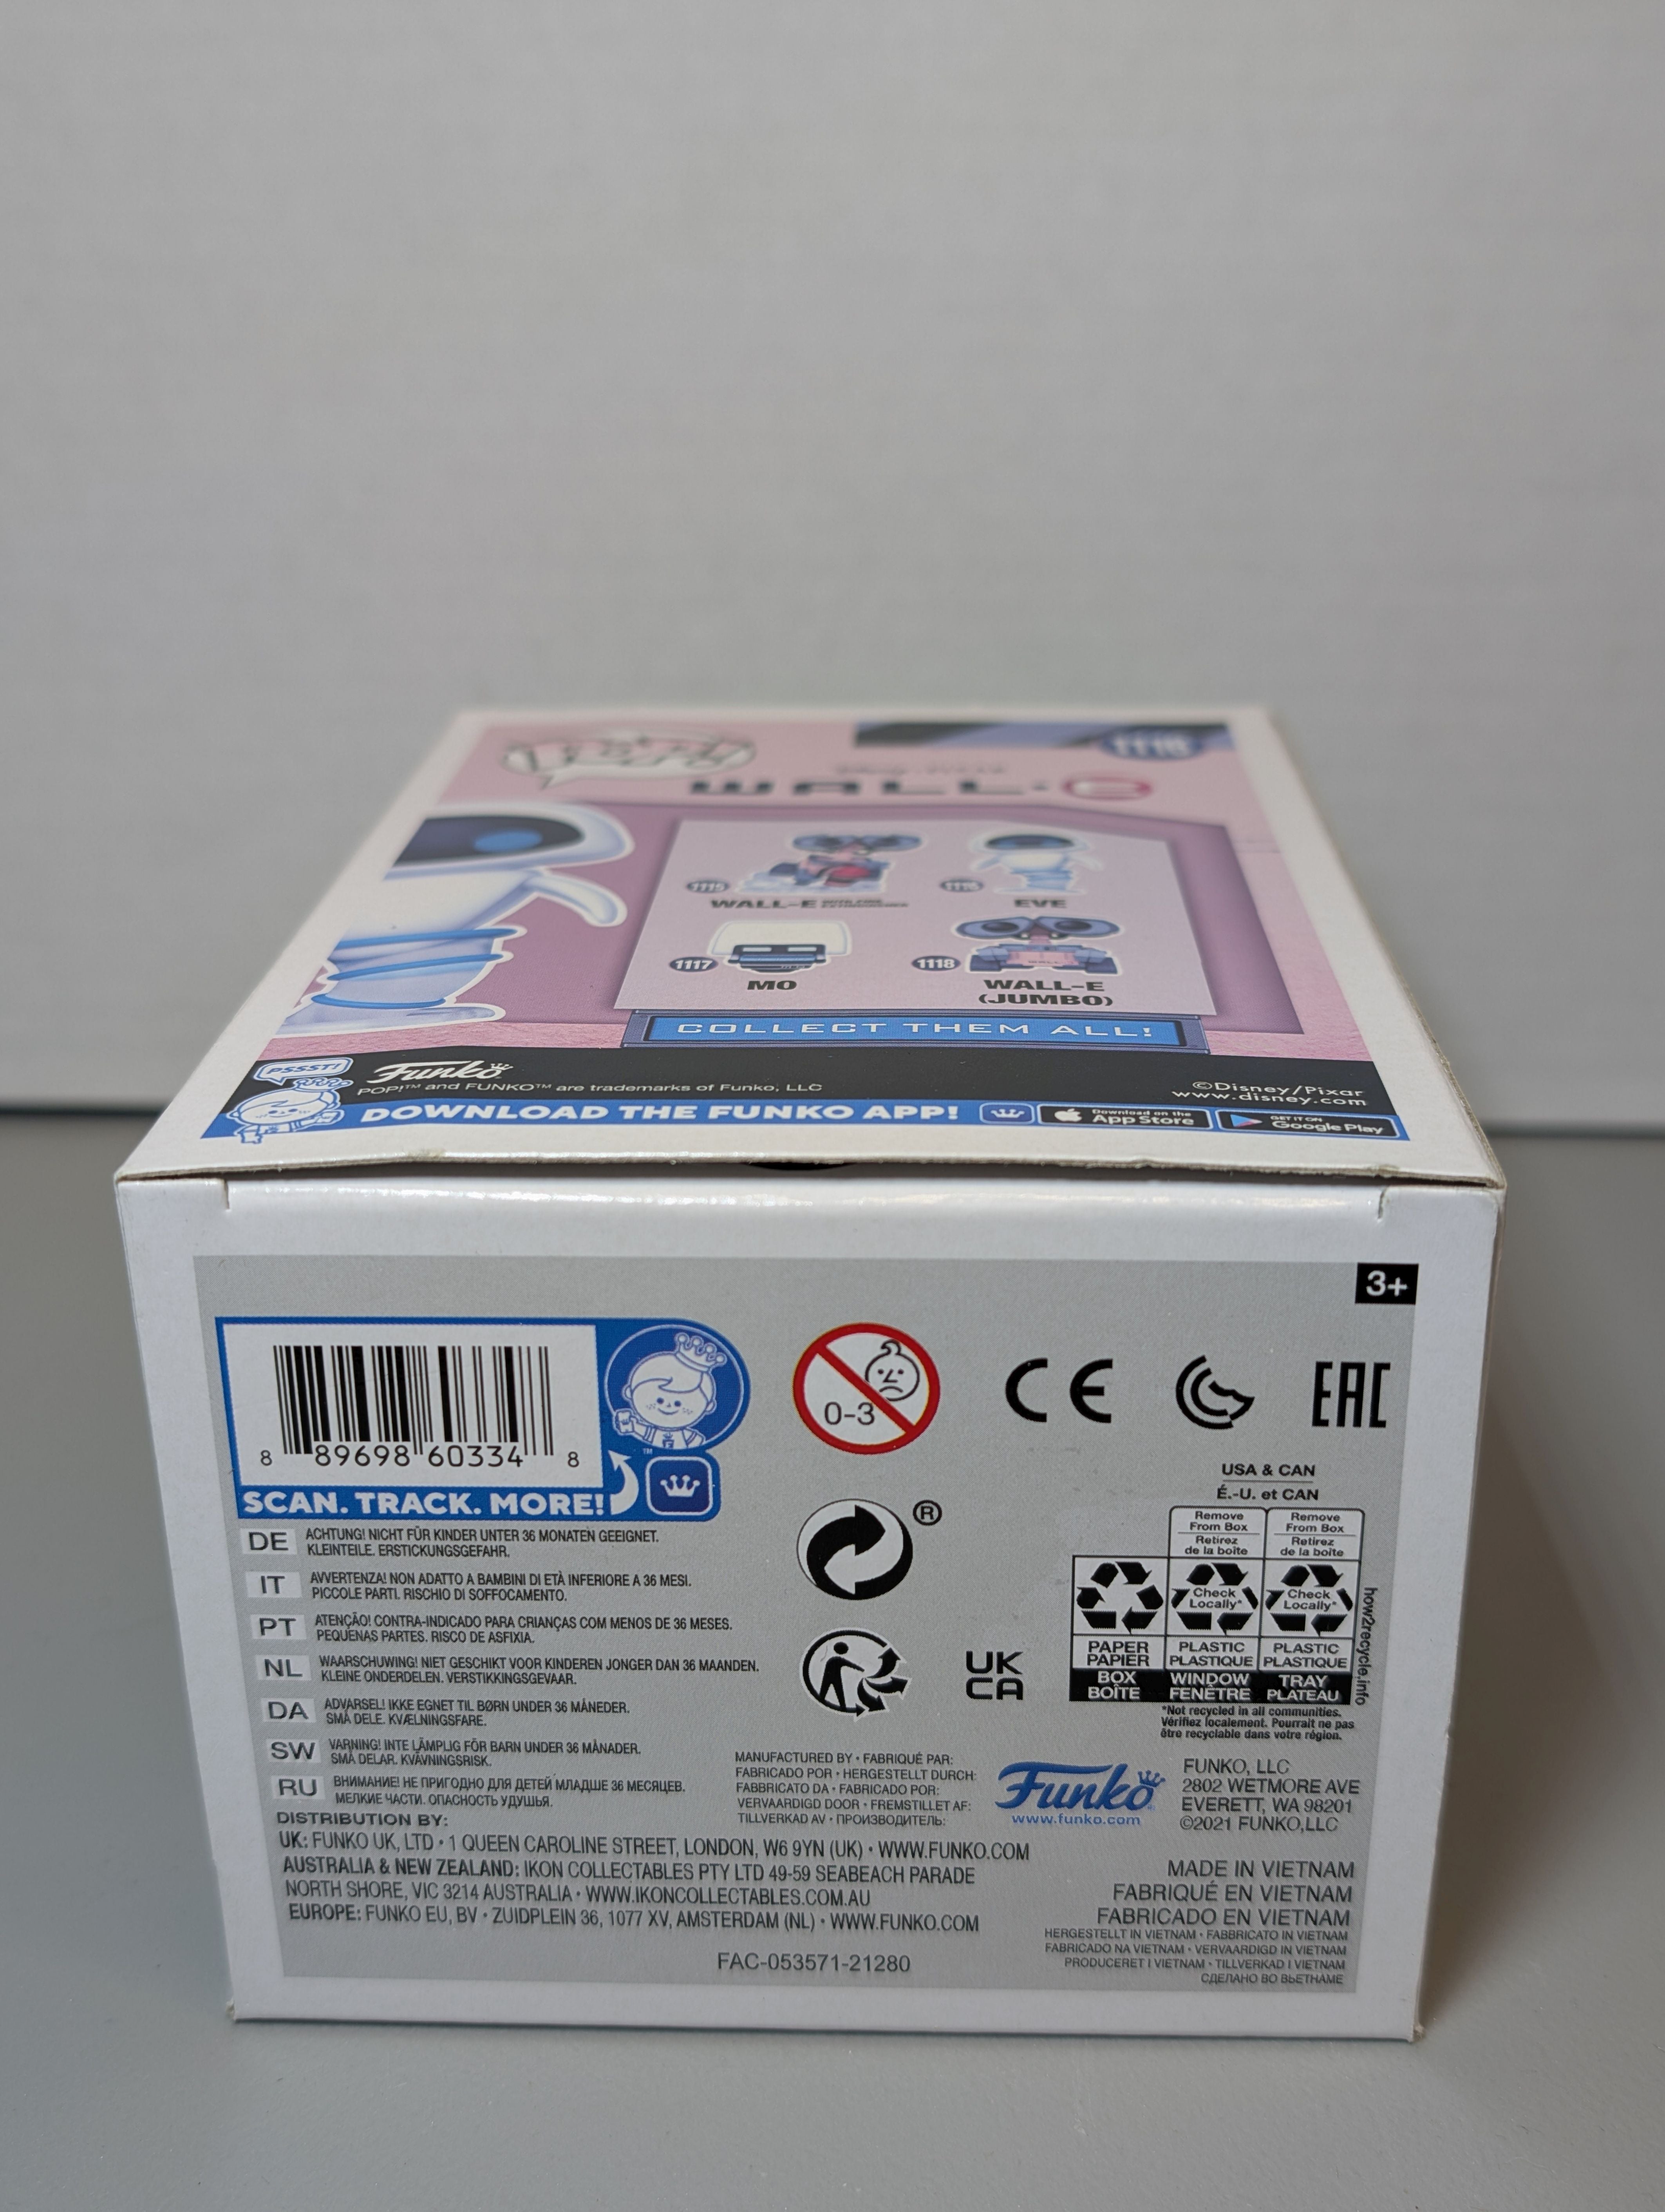 POP!
1116
Disney · PIXAR
WALL·E
1115
WALL-E WITH FIRE EXTINGUISHER
1116
EVE
1117
MO
1118
WALL-E
(JUMBO)
COLLECT THEM ALL!
PSSST!
Funko
POP!™ and FUNKO™ are trademarks of Funko, LLC
©Disney/Pixar
www.disney.com
DOWNLOAD THE FUNKO APP!
Download on the
App Store
GET IT ON
Google Play
3+
8 89698 60334 8
™
SCAN. TRACK. MORE!
0-3
CE
EAC
®
UK
CA
USA & CAN
É.-U. et CAN
Remove
From Box
Retirez
de la boîte
Remove
From Box
Retirez
de la boîte
Check
Locally*
Check
Locally*
PAPER
PAPIER
PLASTIC
PLASTIQUE
PLASTIC
PLASTIQUE
BOX
BOÎTE
WINDOW
FENÊTRE
TRAY
PLATEAU
how2recycle.info
*Not recycled in all communities.
Vérifiez localement. Pourrait ne pas
être recyclable dans votre région.
DE ACHTUNG! NICHT FÜR KINDER UNTER 36 MONATEN GEEIGNET.
KLEINTEILE. ERSTICKUNGSGEFAHR.
IT AVVERTENZA! NON ADATTO A BAMBINI DI ETÀ INFERIORE A 36 MESI.
PICCOLE PARTI. RISCHIO DI SOFFOCAMENTO.
PT ATENÇÃO! CONTRA-INDICADO PARA CRIANÇAS COM MENOS DE 36 MESES.
PEQUENAS PARTES. RISCO DE ASFIXIA.
NL WAARSCHUWING! NIET GESCHIKT VOOR KINDEREN JONGER DAN 36 MAANDEN.
KLEINE ONDERDELEN. VERSTIKKINGSGEVAAR.
DA ADVARSEL! IKKE EGNET TIL BØRN UNDER 36 MÅNEDER.
SMÅ DELE. KVÆLNINGSFARE.
SW VARNING! INTE LÄMPLIG FÖR BARN UNDER 36 MÅNADER.
SMÅ DELAR. KVÄVNINGSRISK.
RU ВНИМАНИЕ! НЕ ПРИГОДНО ДЛЯ ДЕТЕЙ МЛАДШЕ 36 МЕСЯЦЕВ.
МЕЛКИЕ ЧАСТИ. ОПАСНОСТЬ УДУШЬЯ.
MANUFACTURED BY • FABRIQUÉ PAR:
FABRICADO POR • HERGESTELLT DURCH:
FABBRICATO DA • FABRICADO POR:
VERVAARDIGD DOOR • FREMSTILLET AF:
TILLVERKAD AV • ПРОИЗВОДИТЕЛЬ:
Funko
www.funko.com
FUNKO, LLC
2802 WETMORE AVE
EVERETT, WA 98201
©2021 FUNKO,LLC
DISTRIBUTION BY:
UK: FUNKO UK, LTD • 1 QUEEN CAROLINE STREET, LONDON, W6 9YN (UK) • WWW.FUNKO.COM
AUSTRALIA & NEW ZEALAND: IKON COLLECTABLES PTY LTD 49-59 SEABEACH PARADE
NORTH SHORE, VIC 3214 AUSTRALIA • WWW.IKONCOLLECTABLES.COM.AU
EUROPE: FUNKO EU, BV • ZUIDPLEIN 36, 1077 XV, AMSTERDAM (NL) • WWW.FUNKO.COM
MADE IN VIETNAM
FABRIQUÉ EN VIETNAM
FABRICADO EN VIETNAM
HERGESTELLT IN VIETNAM • FABBRICATO IN VIETNAM
FABRICADO NA VIETNAM • VERVAARDIGD IN VIETNAM
PRODUCERET I VIETNAM • TILLVERKAD I VIETNAM
СДЕЛАНО ВО ВЬЕТНАМЕ
FAC-053571-21280